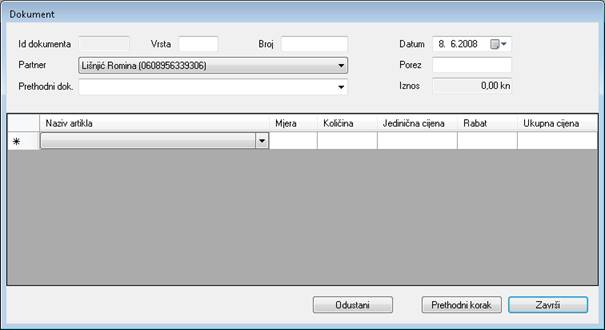 Dokument
Id dokumenta Vrsta Broj Datum 8. 6.2008
Partner Lišnjić Romina (0608956339306) Porez
Prethodni dok. Iznos 0,00 kn
Naziv artikla Mjera Količina Jedinična cijena Rabat Ukupna cijena
Odustani Prethodni korak Završi